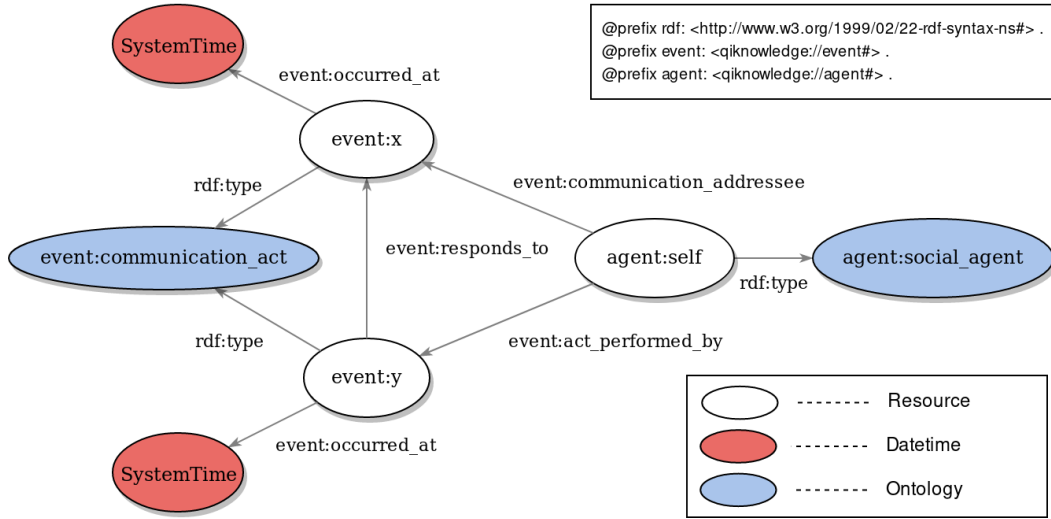 SystemTime
@prefix rdf: <http://www.w3.org/1999/02/22-rdf-syntax-ns#> .
@prefix event: <qiknowledge://event#> .
@prefix agent: <qiknowledge://agent#> .
event:occurred_at
event:x
rdf:type
event:communication_addressee
event:communication_act
event:responds_to
agent:self
agent:social_agent
rdf:type
rdf:type
event:act_performed_by
event:y
event:occurred_at
SystemTime
Resource
Datetime
Ontology